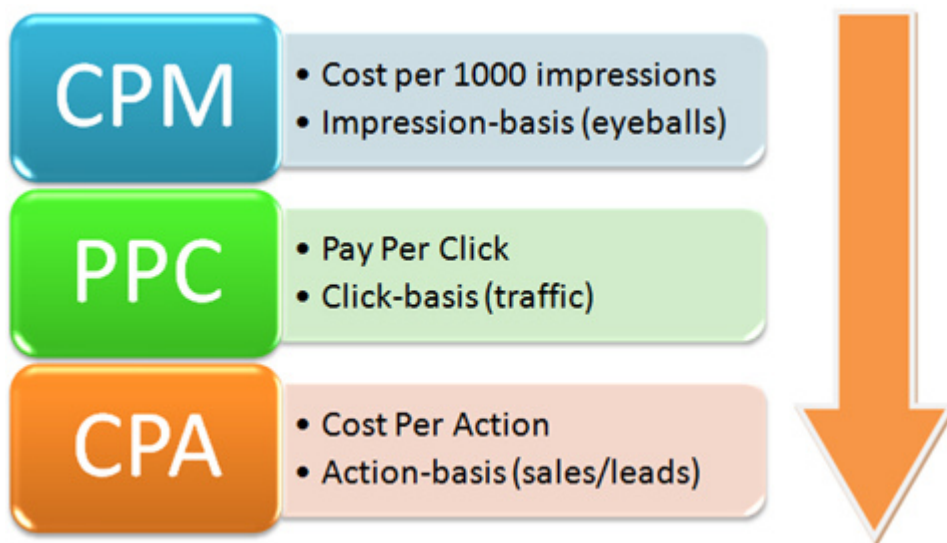 CPM
• Cost per 1000 impressions
• Impression-basis (eyeballs)
PPC
• Pay Per Click
• Click-basis (traffic)
CPA
• Cost Per Action
• Action-basis (sales/leads)